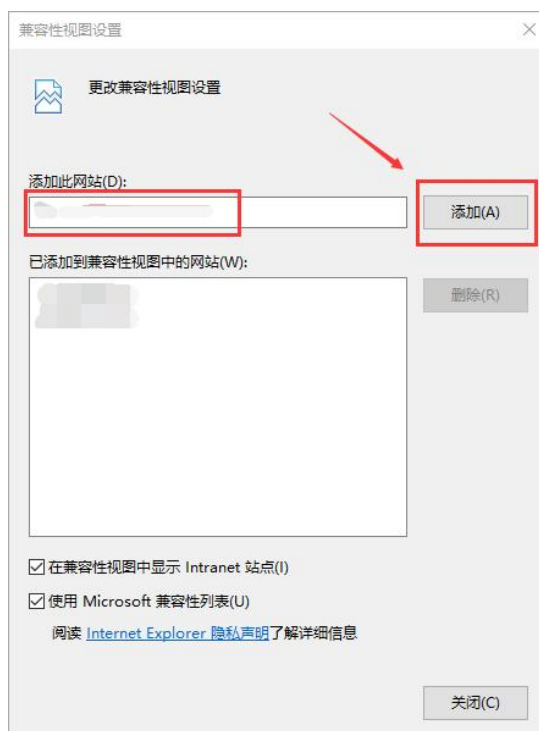 兼容性视图设置
更改兼容性视图设置
添加此网站(D):
添加(A)
已添加到兼容性视图中的网站(W):
删除(R)
在兼容性视图中显示 Intranet 站点(I)
使用 Microsoft 兼容性列表(U)
阅读 Internet Explorer 隐私声明了解详细信息
关闭(C)